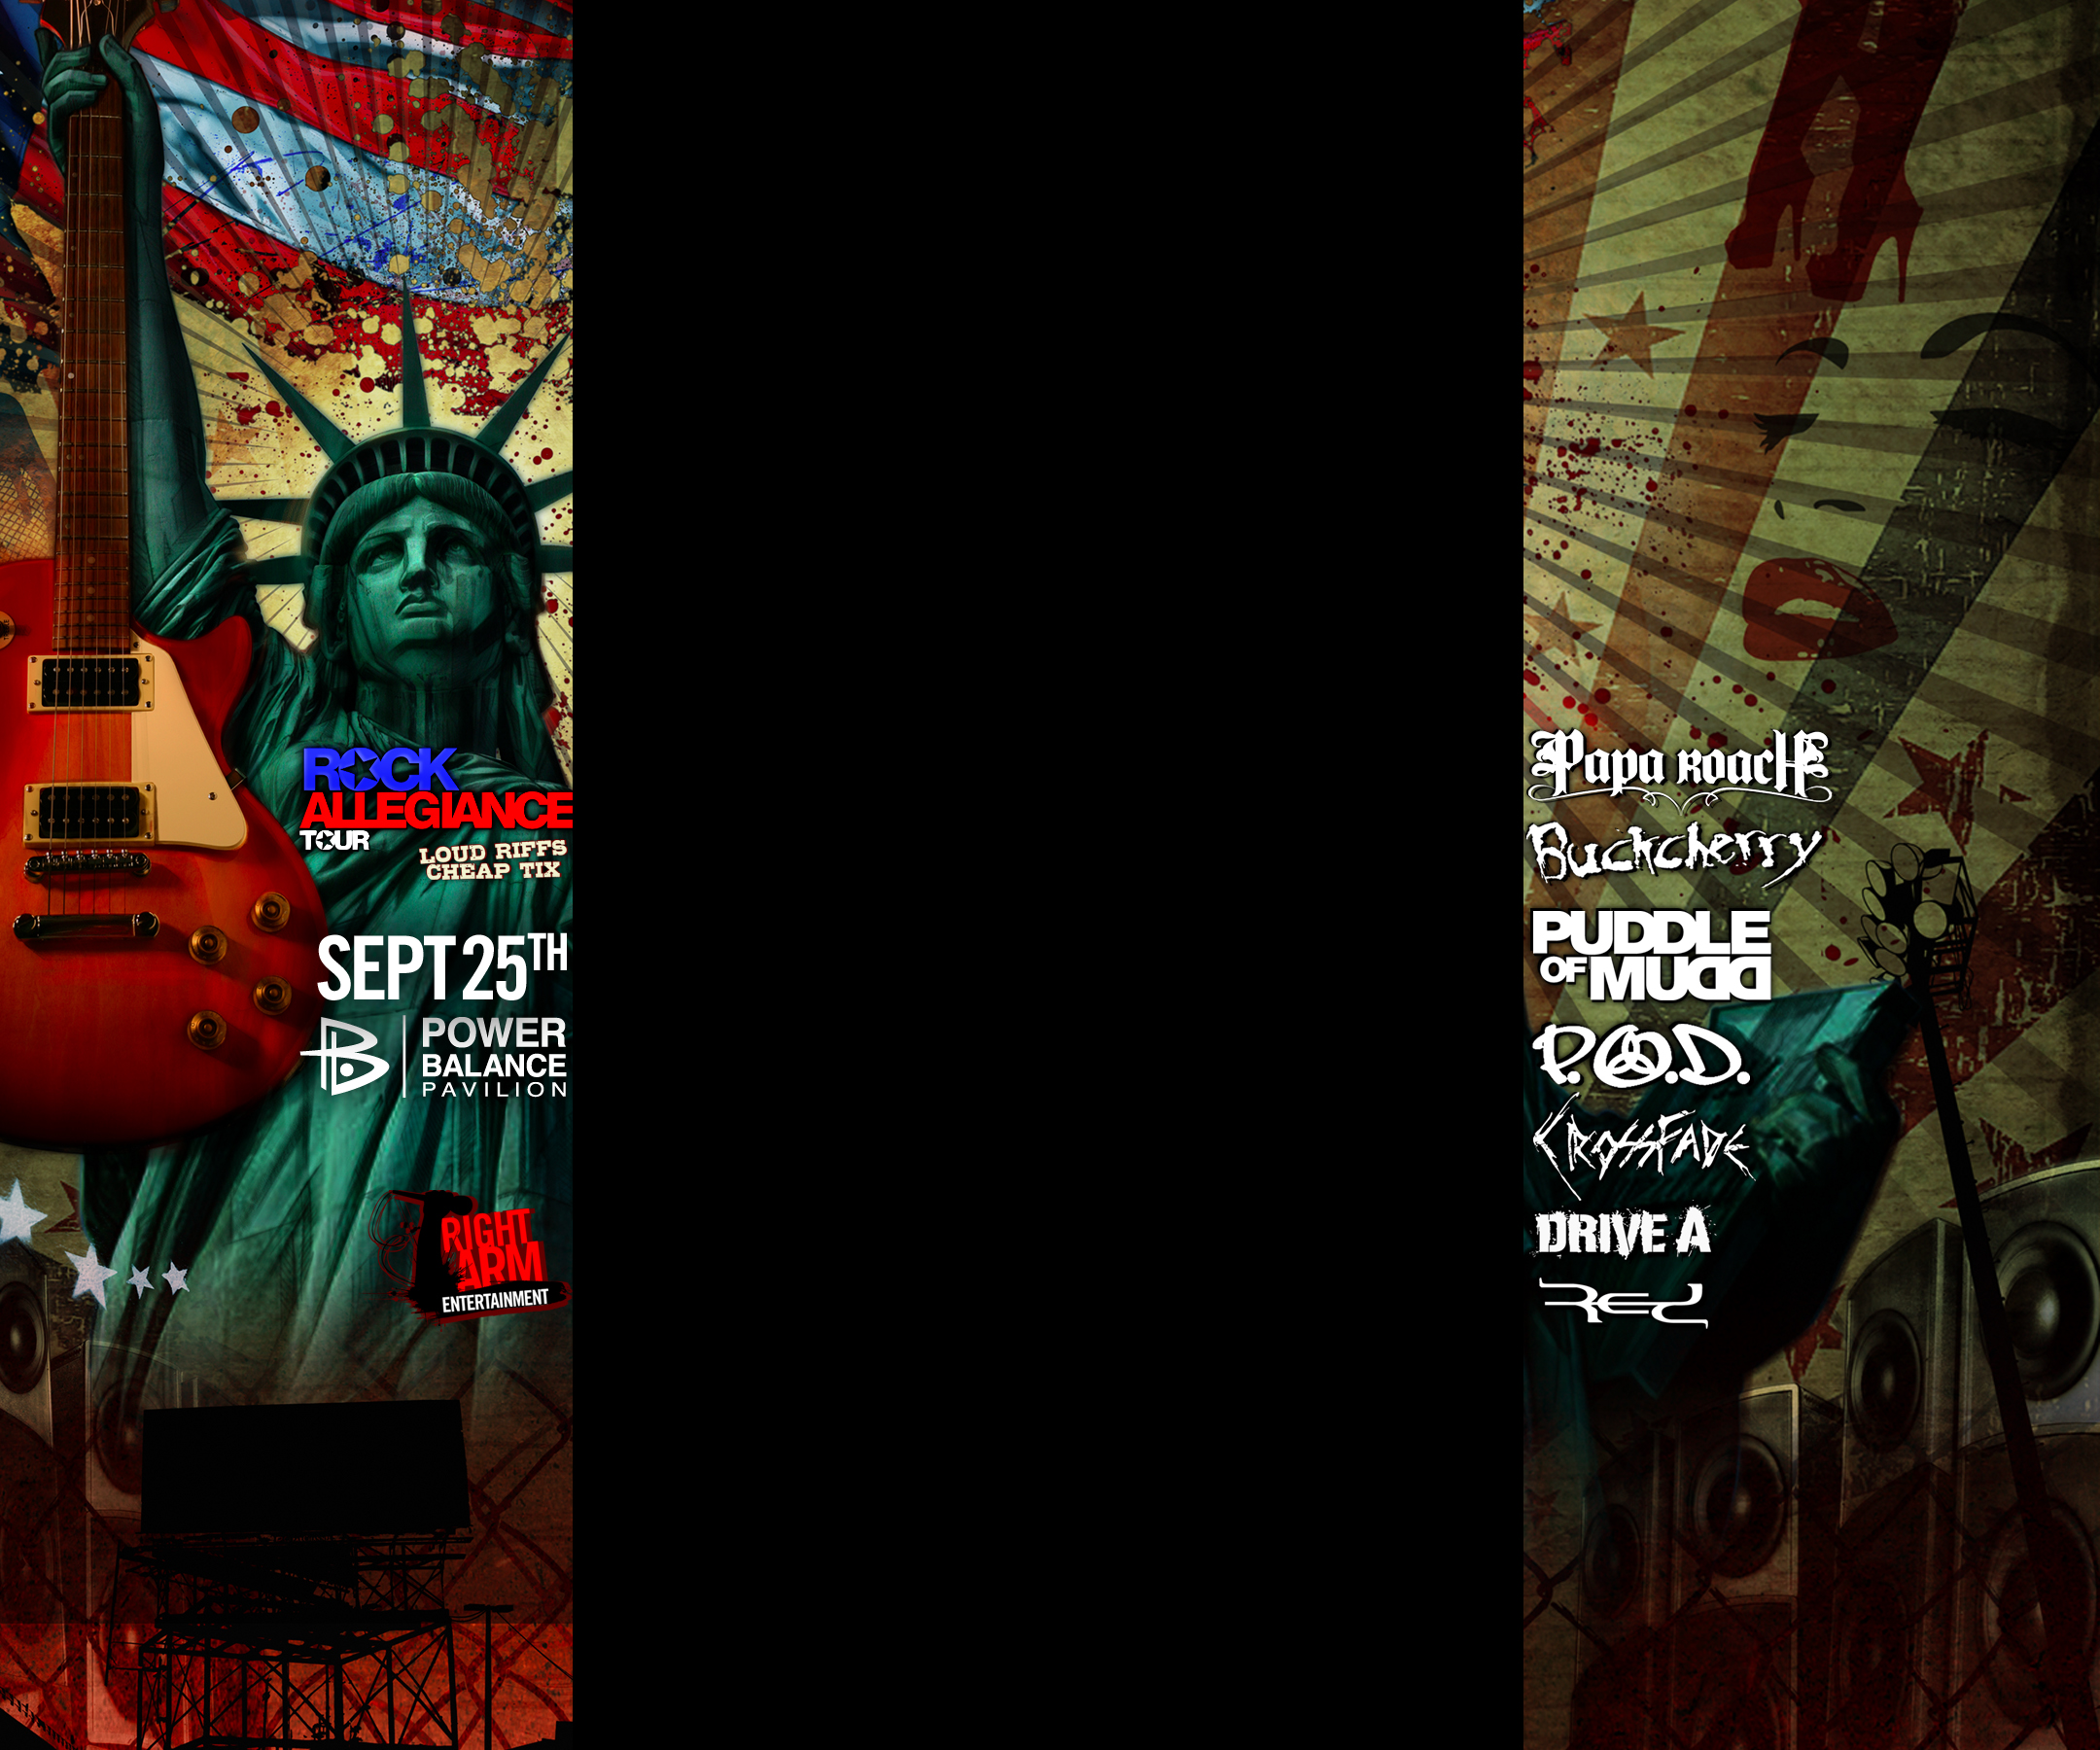 ROCK
ALLEGIANCE
TOUR
LOUD RIFFS
CHEAP TIX
SEPT 25TH
POWER
BALANCE
PAVILION
RIGHT
ARM
ENTERTAINMENT
Papa Roach
Buckcherry
PUDDLE
OF MUDD
P.O.D.
CROSSFADE
DRIVE A
RED